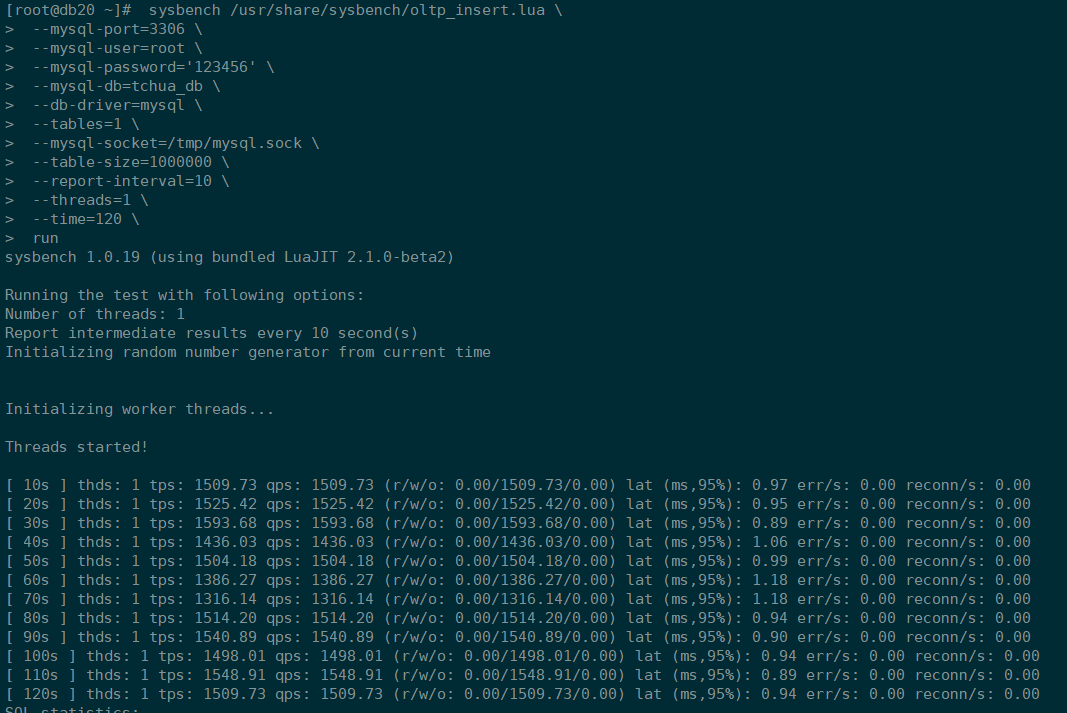 [root@db20 ~]#  sysbench /usr/share/sysbench/oltp_insert.lua \
>  --mysql-port=3306 \
>  --mysql-user=root \
>  --mysql-password='123456' \
>  --mysql-db=tchua_db \
>  --db-driver=mysql \
>  --tables=1 \
>  --mysql-socket=/tmp/mysql.sock \
>  --table-size=1000000 \
>  --report-interval=10 \
>  --threads=1 \
>  --time=120 \
>  run
sysbench 1.0.19 (using bundled LuaJIT 2.1.0-beta2)
Running the test with following options:
Number of threads: 1
Report intermediate results every 10 second(s)
Initializing random number generator from current time
Initializing worker threads...
Threads started!
[ 10s ] thds: 1 tps: 1509.73 qps: 1509.73 (r/w/o: 0.00/1509.73/0.00) lat (ms,95%): 0.97 err/s: 0.00 reconn/s: 0.00
[ 20s ] thds: 1 tps: 1525.42 qps: 1525.42 (r/w/o: 0.00/1525.42/0.00) lat (ms,95%): 0.95 err/s: 0.00 reconn/s: 0.00
[ 30s ] thds: 1 tps: 1593.68 qps: 1593.68 (r/w/o: 0.00/1593.68/0.00) lat (ms,95%): 0.89 err/s: 0.00 reconn/s: 0.00
[ 40s ] thds: 1 tps: 1436.03 qps: 1436.03 (r/w/o: 0.00/1436.03/0.00) lat (ms,95%): 1.06 err/s: 0.00 reconn/s: 0.00
[ 50s ] thds: 1 tps: 1504.18 qps: 1504.18 (r/w/o: 0.00/1504.18/0.00) lat (ms,95%): 0.99 err/s: 0.00 reconn/s: 0.00
[ 60s ] thds: 1 tps: 1386.27 qps: 1386.27 (r/w/o: 0.00/1386.27/0.00) lat (ms,95%): 1.18 err/s: 0.00 reconn/s: 0.00
[ 70s ] thds: 1 tps: 1316.14 qps: 1316.14 (r/w/o: 0.00/1316.14/0.00) lat (ms,95%): 1.18 err/s: 0.00 reconn/s: 0.00
[ 80s ] thds: 1 tps: 1514.20 qps: 1514.20 (r/w/o: 0.00/1514.20/0.00) lat (ms,95%): 0.94 err/s: 0.00 reconn/s: 0.00
[ 90s ] thds: 1 tps: 1540.89 qps: 1540.89 (r/w/o: 0.00/1540.89/0.00) lat (ms,95%): 0.90 err/s: 0.00 reconn/s: 0.00
[ 100s ] thds: 1 tps: 1498.01 qps: 1498.01 (r/w/o: 0.00/1498.01/0.00) lat (ms,95%): 0.94 err/s: 0.00 reconn/s: 0.00
[ 110s ] thds: 1 tps: 1548.91 qps: 1548.91 (r/w/o: 0.00/1548.91/0.00) lat (ms,95%): 0.89 err/s: 0.00 reconn/s: 0.00
[ 120s ] thds: 1 tps: 1509.73 qps: 1509.73 (r/w/o: 0.00/1509.73/0.00) lat (ms,95%): 0.94 err/s: 0.00 reconn/s: 0.00
SQL statistics: